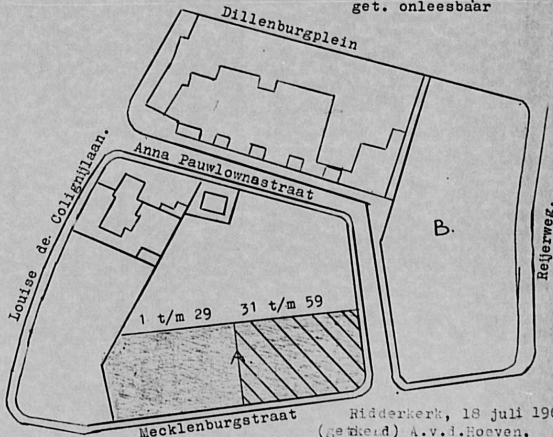 get. onleesbaar
Dillenburgplein
Louise de Colignijlaan.
Anna Pauwlownastraat
B.
Reijerweg.
1 t/m 29 31 t/m 59
A
Mecklenburgstraat
Ridderkerk, 18 juli
A.v.d.Hoeven,